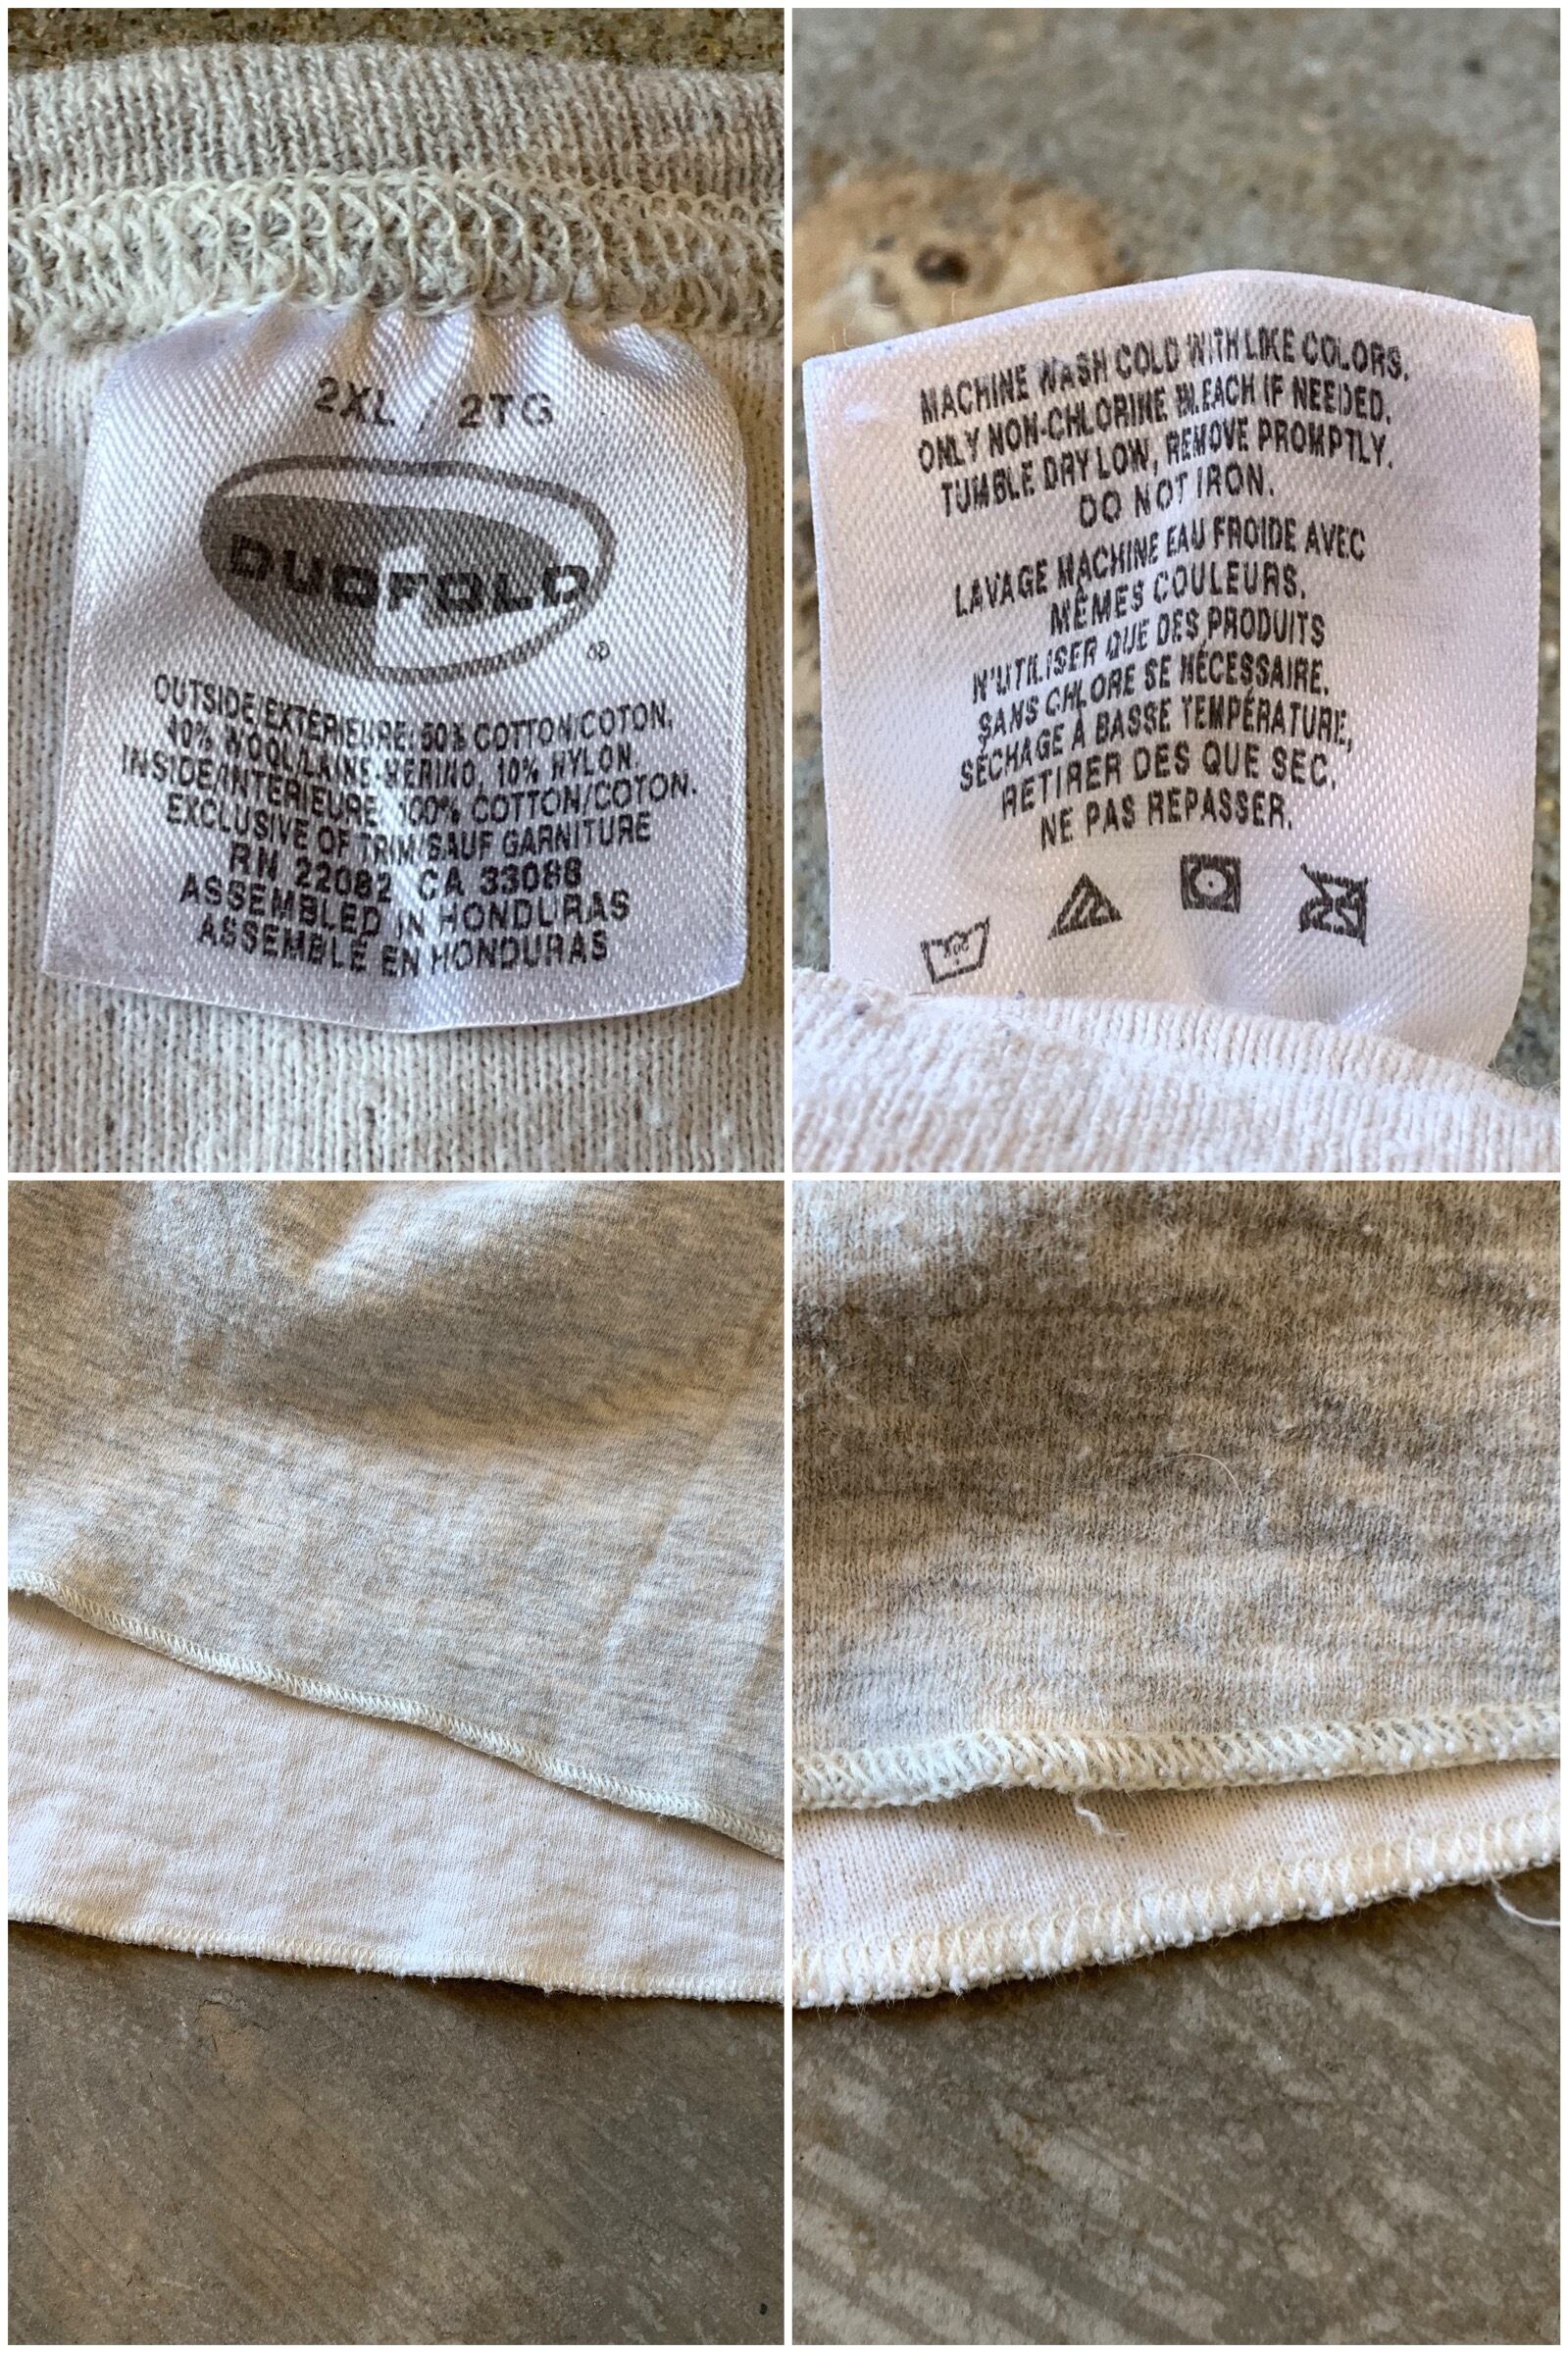 2XL / 2TG
DUOFOLD
®
OUTSIDE/EXTÉRIEURE: 50% COTTON/COTON,
40% WOOL/LAINE-MERINO, 10% NYLON.
INSIDE/INTÉRIEURE: 100% COTTON/COTON.
EXCLUSIVE OF TRIM/SAUF GARNITURE
RN 22082 CA 33088
ASSEMBLED IN HONDURAS
ASSEMBLÉ EN HONDURAS
MACHINE WASH COLD WITH LIKE COLORS.
ONLY NON-CHLORINE BLEACH IF NEEDED.
TUMBLE DRY LOW, REMOVE PROMPTLY.
DO NOT IRON.
LAVAGE MACHINE EAU FROIDE AVEC
MÊMES COULEURS.
N'UTILISER QUE DES PRODUITS
SANS CHLORE SE NÉCESSAIRE.
SÉCHAGE À BASSE TEMPÉRATURE,
RETIRER DES QUE SEC.
NE PAS REPASSER.